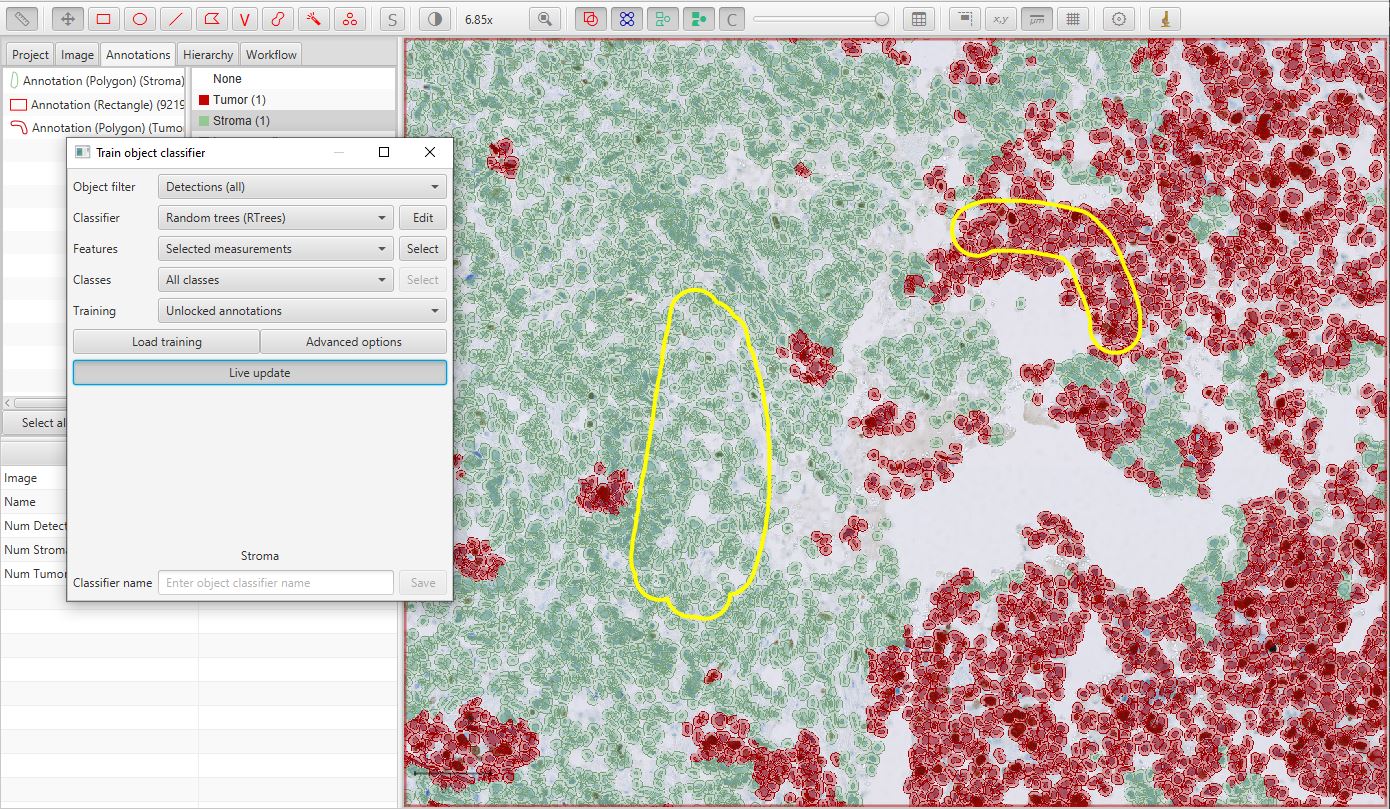 V
S
6.85x
C
x,y
μm
Project Image Annotations Hierarchy Workflow
Annotation (Polygon) (Stroma)
Annotation (Rectangle) (9219
Annotation (Polygon) (Tumo
None
Tumor (1)
Stroma (1)
Train object classifier
Object filter Detections (all)
Classifier Random trees (RTrees) Edit
Features Selected measurements Select
Classes All classes Select
Training Unlocked annotations
Load training Advanced options
Live update
Select al
Image
Name
Num Detect
Num Strom
Num Tumor
Stroma
Classifier name Enter object classifier name Save